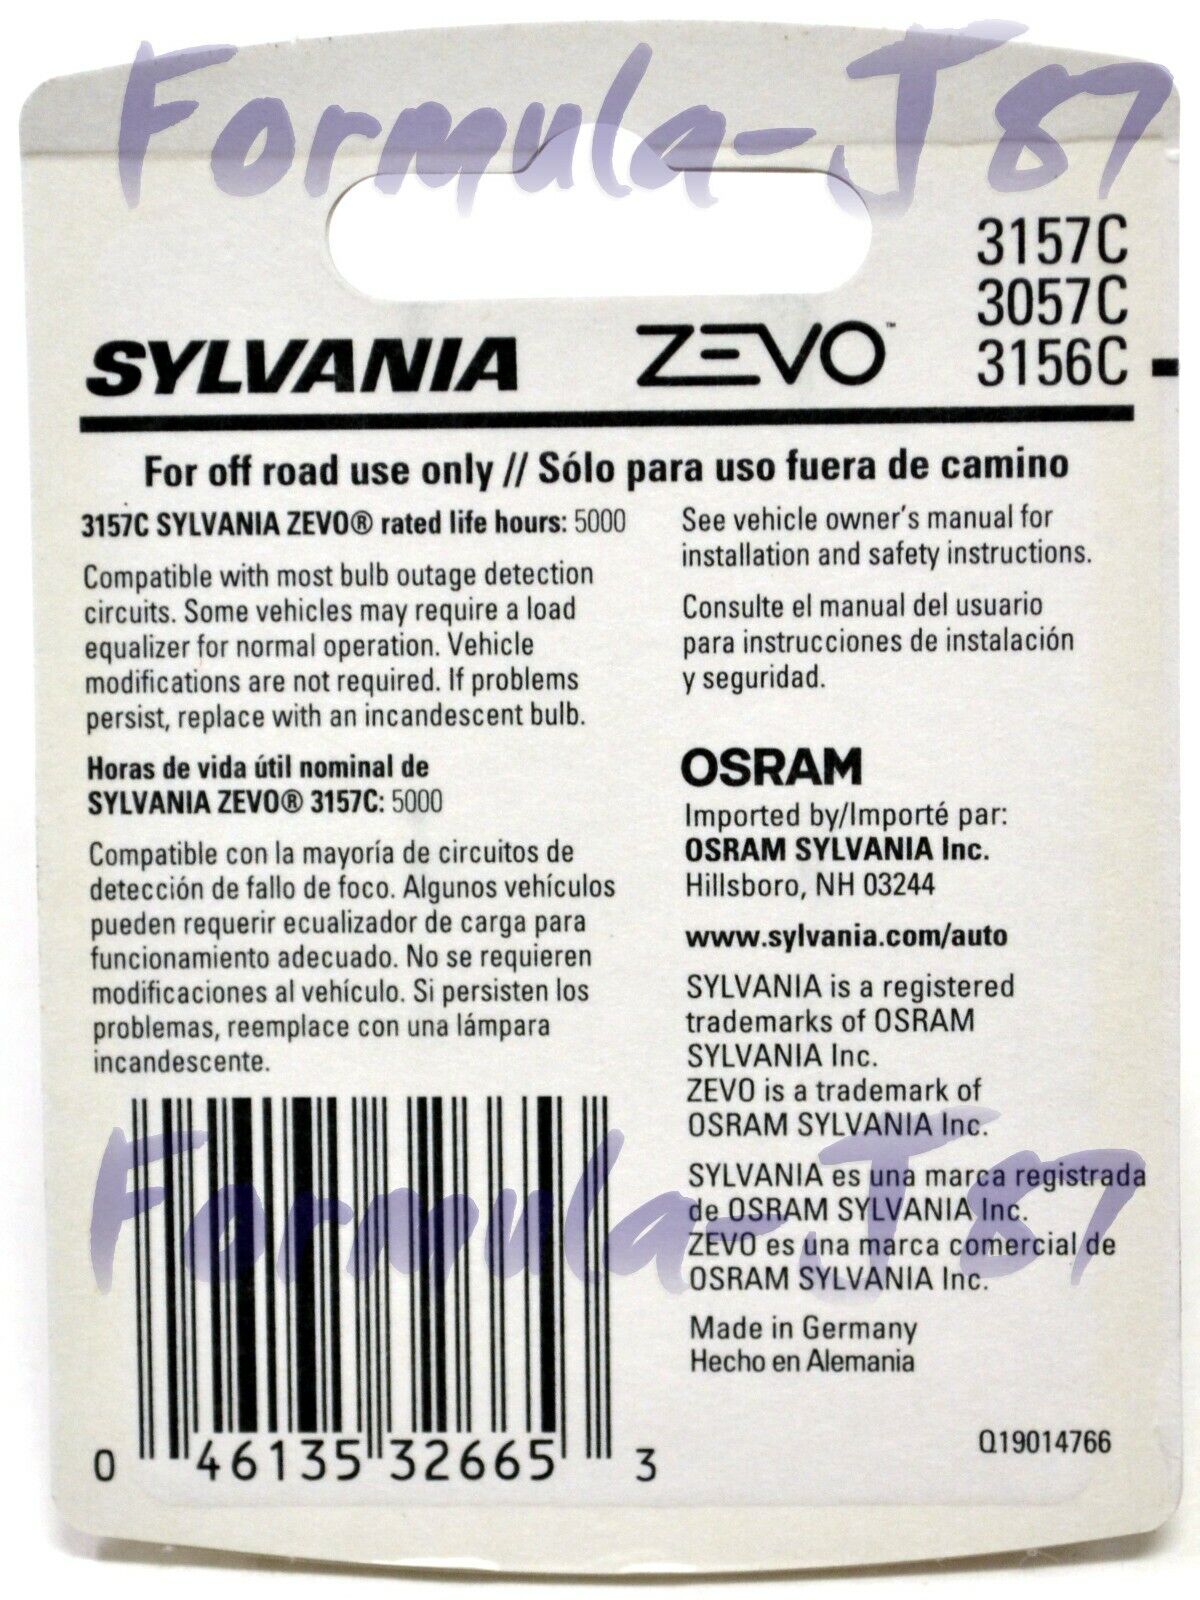 Formula-J87
3157C
3057C
3156C
SYLVANIA ZEVO™
For off road use only // Sólo para uso fuera de camino
3157C SYLVANIA ZEVO® rated life hours: 5000
Compatible with most bulb outage detection
circuits. Some vehicles may require a load
equalizer for normal operation. Vehicle
modifications are not required. If problems
persist, replace with an incandescent bulb.
Horas de vida útil nominal de
SYLVANIA ZEVO® 3157C: 5000
Compatible con la mayoría de circuitos de
detección de fallo de foco. Algunos vehículos
pueden requerir ecualizador de carga para
funcionamiento adecuado. No se requieren
modificaciones al vehículo. Si persisten los
problemas, reemplace con una lámpara
incandescente.
See vehicle owner's manual for
installation and safety instructions.
Consulte el manual del usuario
para instrucciones de instalación
y seguridad.
OSRAM
Imported by/Importé par:
OSRAM SYLVANIA Inc.
Hillsboro, NH 03244
www.sylvania.com/auto
SYLVANIA is a registered
trademarks of OSRAM
SYLVANIA Inc.
ZEVO is a trademark of
OSRAM SYLVANIA Inc.
SYLVANIA es una marca registrada
de OSRAM SYLVANIA Inc.
ZEVO es una marca comercial de
OSRAM SYLVANIA Inc.
Made in Germany
Hecho en Alemania
Q19014766
0 46135 32665 3
Formula-J87